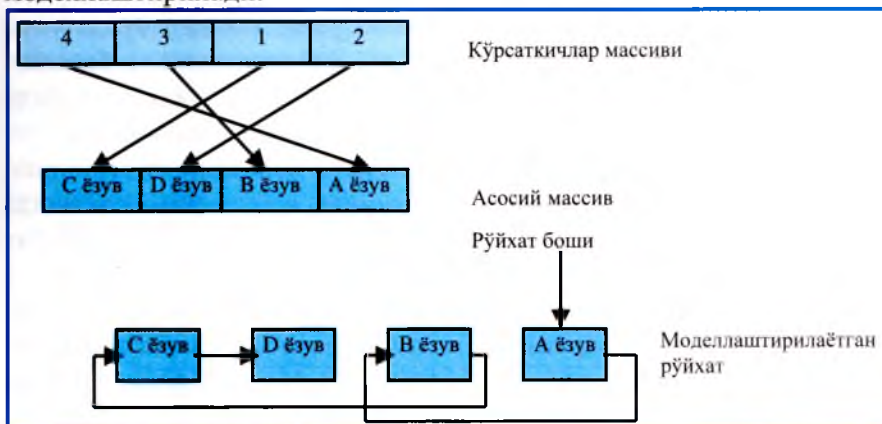 4 3 1 2
Кўрсаткичлар массиви
C ёзув D ёзув B ёзув A ёзув
Асосий массив
Рўйхат боши
C ёзув D ёзув B ёзув A ёзув
Моделлаштирилаётган
рўйхат